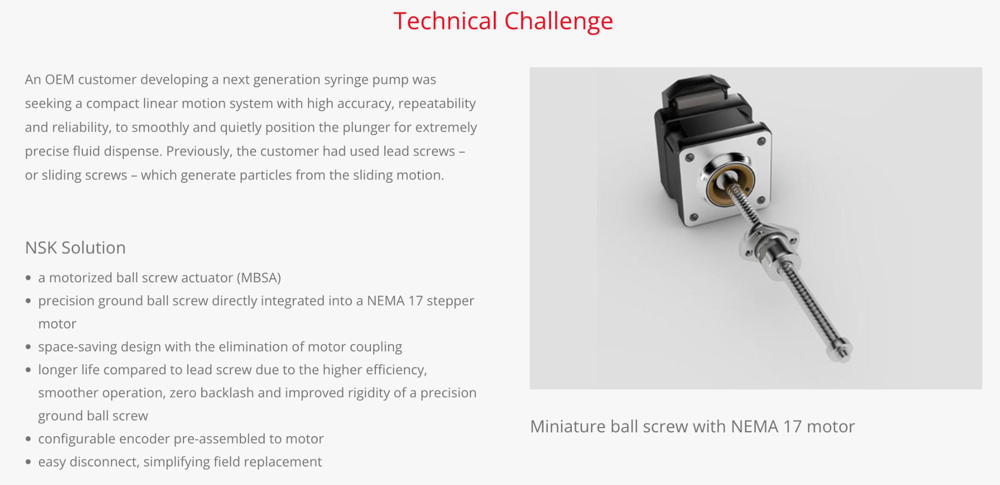 Technical Challenge
An OEM customer developing a next generation syringe pump was
seeking a compact linear motion system with high accuracy, repeatability
and reliability, to smoothly and quietly position the plunger for extremely
precise fluid dispense. Previously, the customer had used lead screws –
or sliding screws – which generate particles from the sliding motion.
NSK Solution
• a motorized ball screw actuator (MBSA)
• precision ground ball screw directly integrated into a NEMA 17 stepper
motor
• space-saving design with the elimination of motor coupling
• longer life compared to lead screw due to the higher efficiency,
smoother operation, zero backlash and improved rigidity of a precision
ground ball screw
• configurable encoder pre-assembled to motor
• easy disconnect, simplifying field replacement
Miniature ball screw with NEMA 17 motor